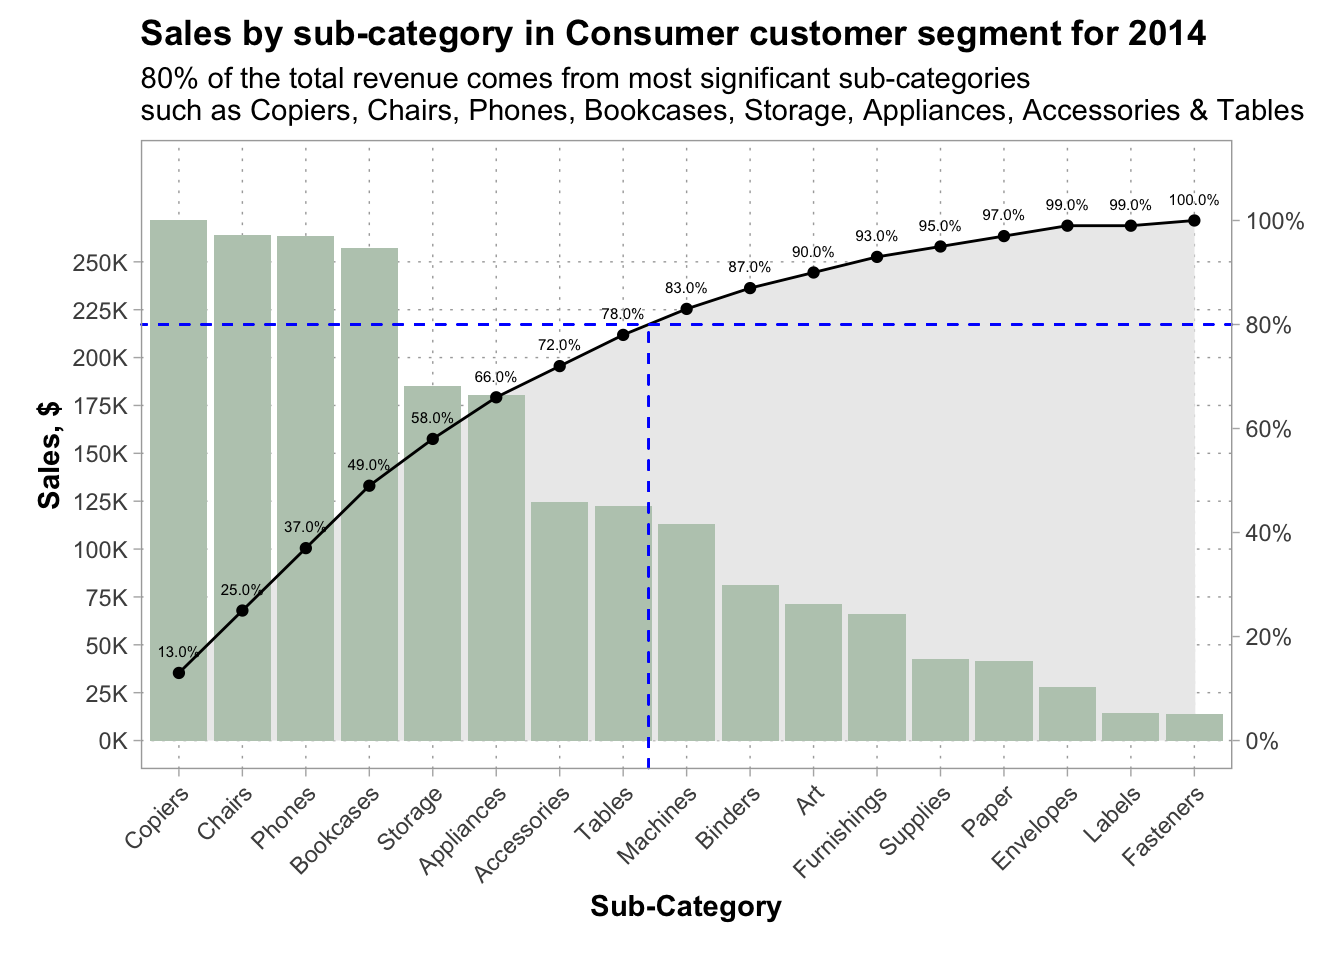 Sales by sub-category in Consumer customer segment for 2014
80% of the total revenue comes from most significant sub-categories
such as Copiers, Chairs, Phones, Bookcases, Storage, Appliances, Accessories & Tables
Sales, $
250K
225K
200K
175K
150K
125K
100K
75K
50K
25K
0K
13.0%
25.0%
37.0%
49.0%
58.0%
66.0%
72.0%
78.0%
83.0%
87.0%
90.0%
93.0%
95.0%
97.0%
99.0%
99.0%
100.0%
100%
80%
60%
40%
20%
0%
Copiers
Chairs
Phones
Bookcases
Storage
Appliances
Accessories
Tables
Machines
Binders
Art
Furnishings
Supplies
Paper
Envelopes
Labels
Fasteners
Sub-Category